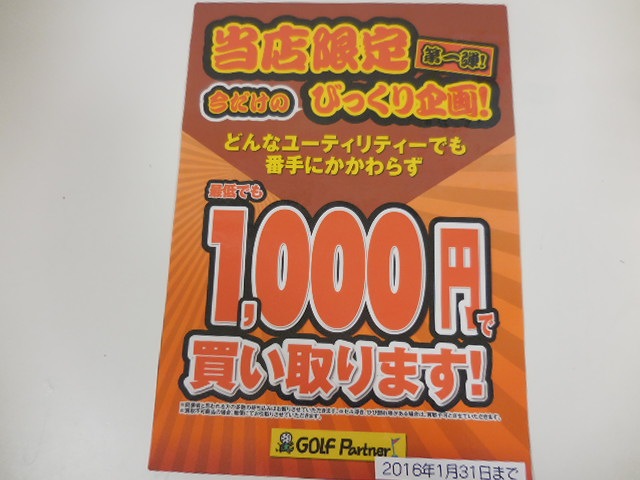 当店限定 第一弾!
今だけの びっくり企画!
どんなユーティリティーでも
番手にかかわらず
最低でも
1,000円で
買い取ります!
GOLF Partner
2016年1月31日まで